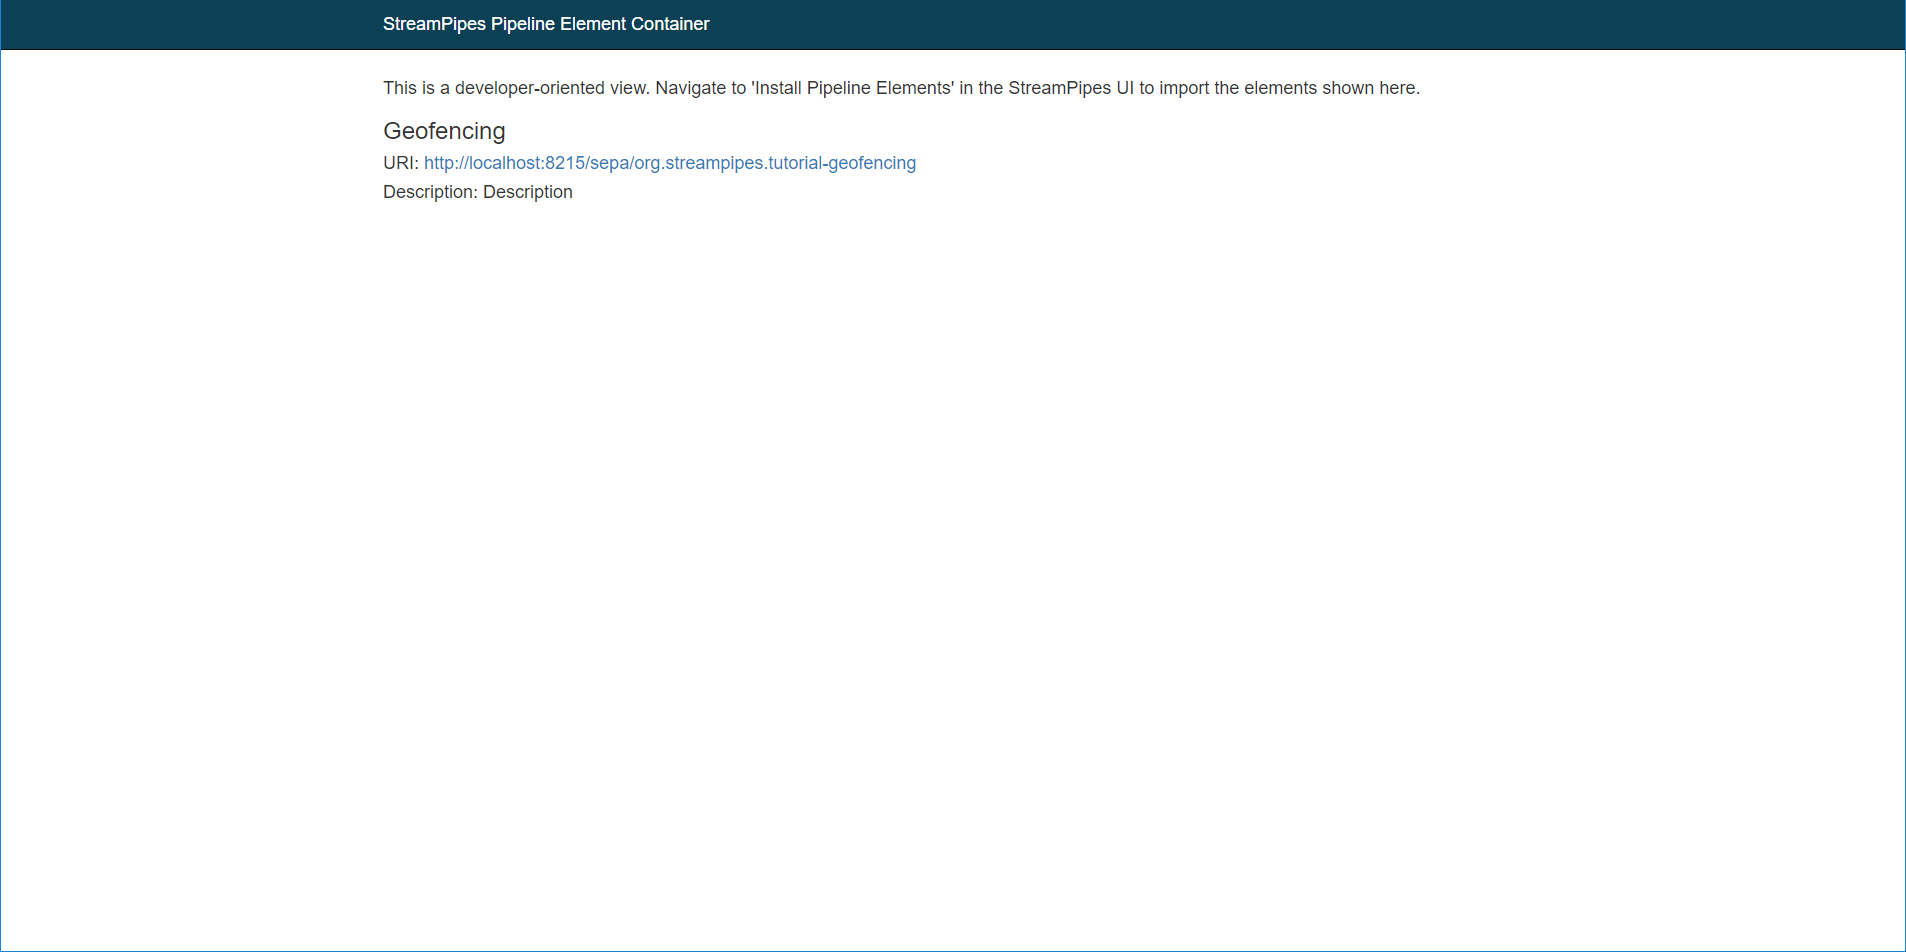 StreamPipes Pipeline Element Container
This is a developer-oriented view. Navigate to 'Install Pipeline Elements' in the StreamPipes UI to import the elements shown here.
Geofencing
URI: http://localhost:8215/sepa/org.streampipes.tutorial-geofencing
Description: Description